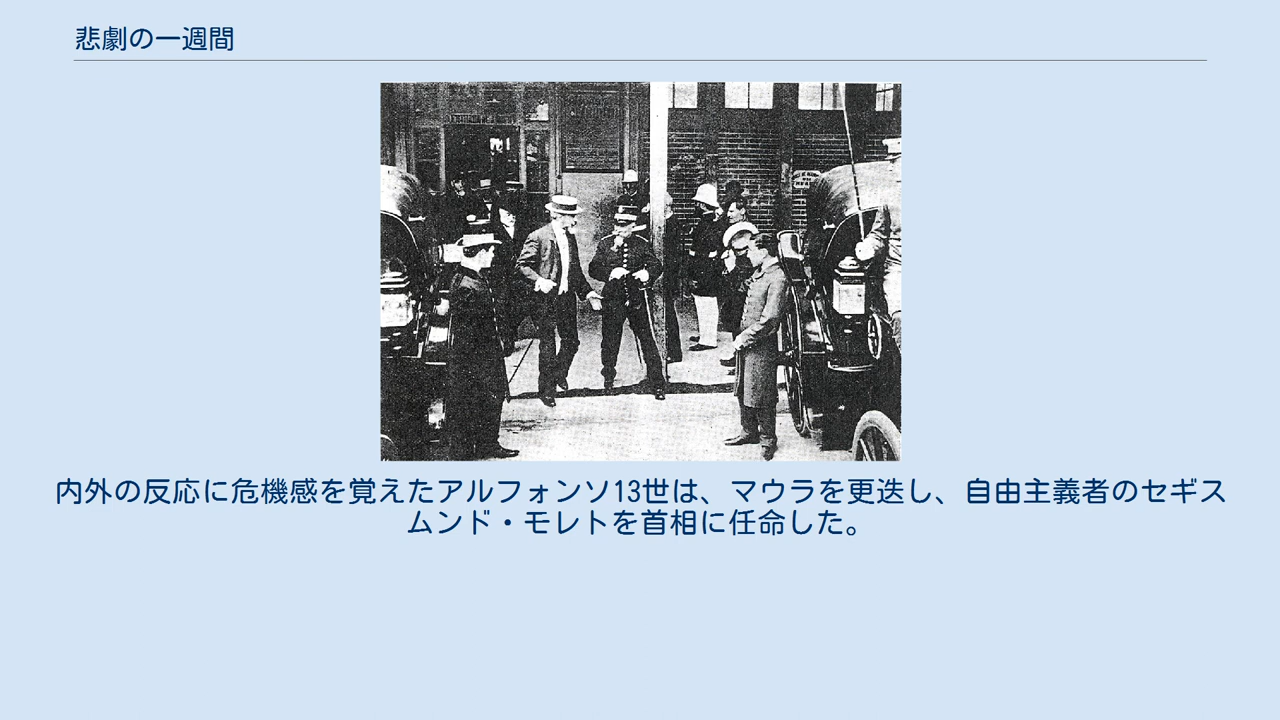 悲劇の一週間
内外の反応に危機感を覚えたアルフォンソ13世は、マウラを更迭し、自由主義者のセギス
ムンド・モレトを首相に任命した。